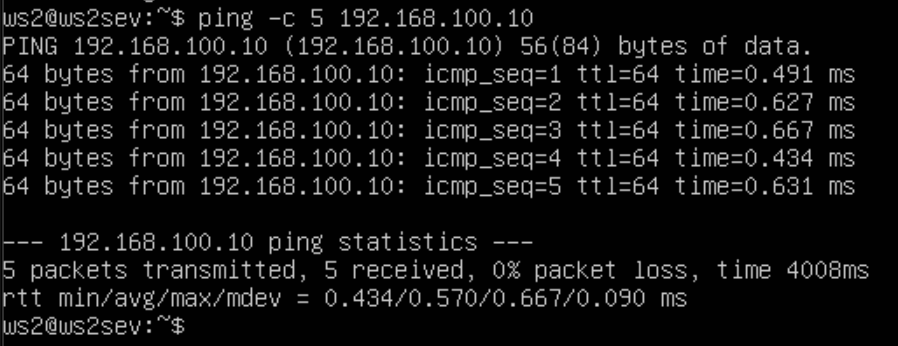 ws2@ws2sev:~$ ping -c 5 192.168.100.10
PING 192.168.100.10 (192.168.100.10) 56(84) bytes of data.
64 bytes from 192.168.100.10: icmp_seq=1 ttl=64 time=0.491 ms
64 bytes from 192.168.100.10: icmp_seq=2 ttl=64 time=0.627 ms
64 bytes from 192.168.100.10: icmp_seq=3 ttl=64 time=0.667 ms
64 bytes from 192.168.100.10: icmp_seq=4 ttl=64 time=0.434 ms
64 bytes from 192.168.100.10: icmp_seq=5 ttl=64 time=0.631 ms
--- 192.168.100.10 ping statistics ---
5 packets transmitted, 5 received, 0% packet loss, time 4008ms
rtt min/avg/max/mdev = 0.434/0.570/0.667/0.090 ms
ws2@ws2sev:~$